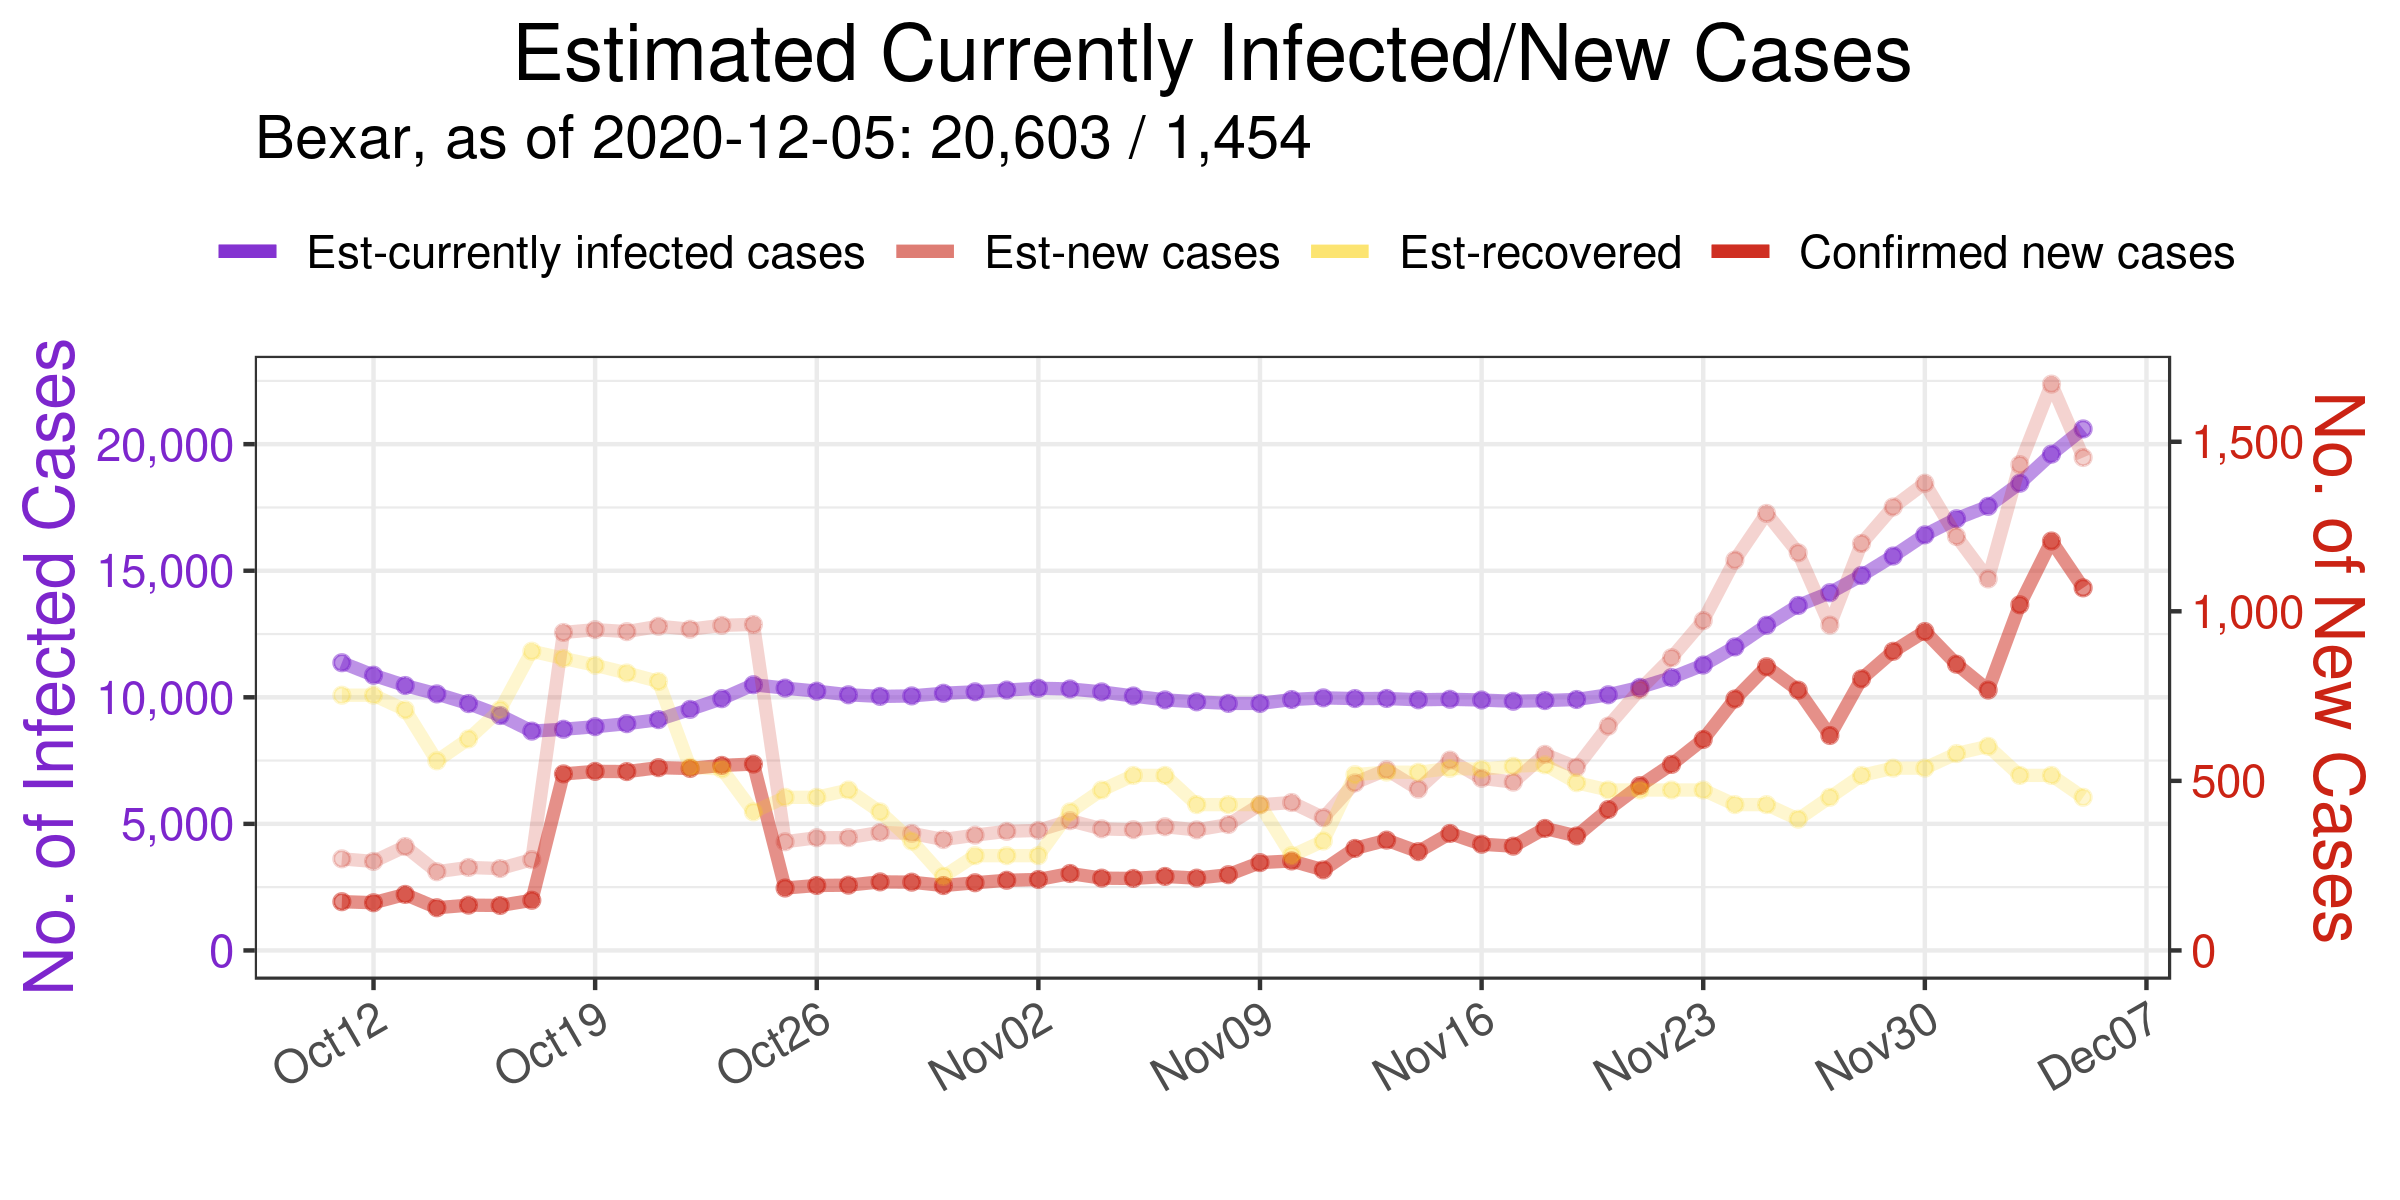 Estimated Currently Infected/New Cases
Bexar, as of 2020-12-05: 20,603 / 1,454
Est-currently infected cases Est-new cases Est-recovered Confirmed new cases
No. of Infected Cases
20,000
15,000
10,000
5,000
0
1,500
1,000
500
0
No. of New Cases
Oct12 Oct19 Oct26 Nov02 Nov09 Nov16 Nov23 Nov30 Dec07